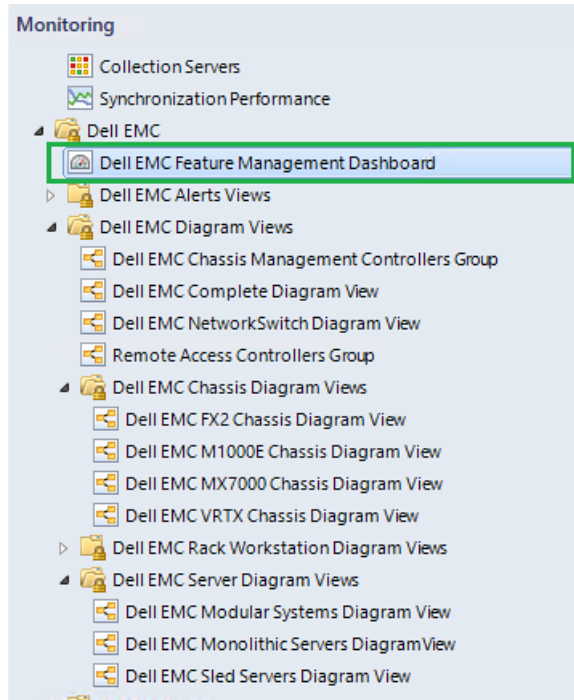 Monitoring
Collection Servers
Synchronization Performance
Dell EMC
Dell EMC Feature Management Dashboard
Dell EMC Alerts Views
Dell EMC Diagram Views
Dell EMC Chassis Management Controllers Group
Dell EMC Complete Diagram View
Dell EMC NetworkSwitch Diagram View
Remote Access Controllers Group
Dell EMC Chassis Diagram Views
Dell EMC FX2 Chassis Diagram View
Dell EMC M1000E Chassis Diagram View
Dell EMC MX7000 Chassis Diagram View
Dell EMC VRTX Chassis Diagram View
Dell EMC Rack Workstation Diagram Views
Dell EMC Server Diagram Views
Dell EMC Modular Systems Diagram View
Dell EMC Monolithic Servers DiagramView
Dell EMC Sled Servers Diagram View